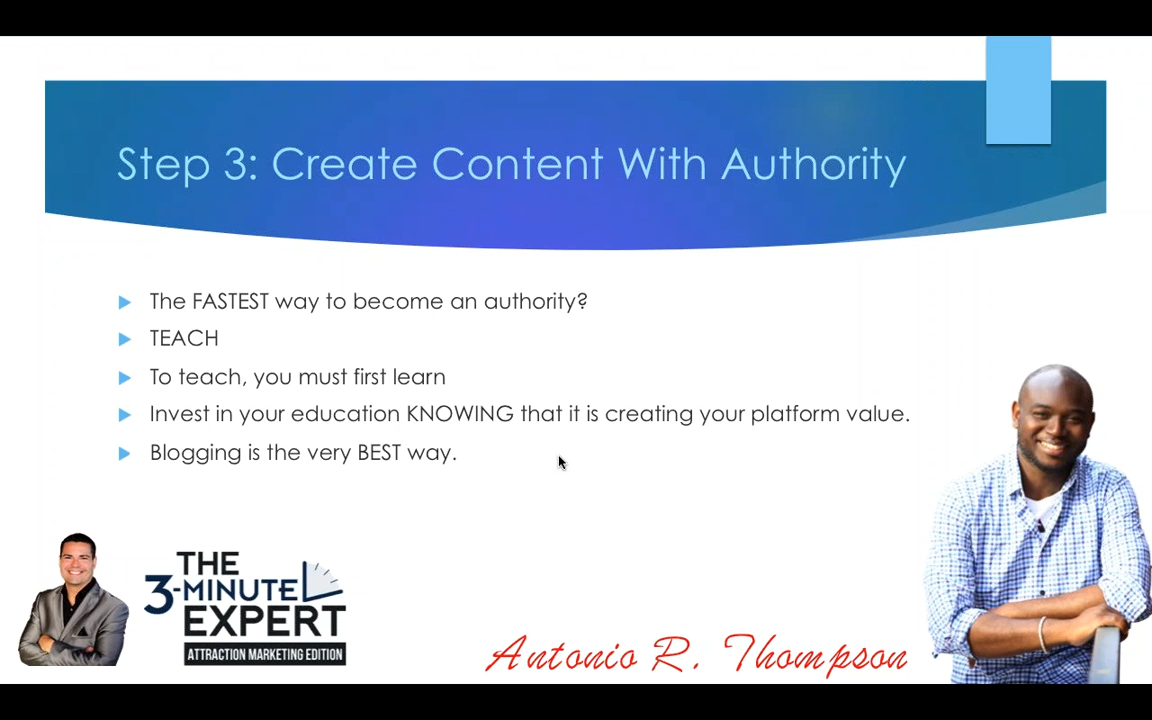 Step 3: Create Content With Authority
The FASTEST way to become an authority?
TEACH
To teach, you must first learn
Invest in your education KNOWING that it is creating your platform value.
Blogging is the very BEST way.
THE
3-MINUTE
EXPERT
ATTRACTION MARKETING EDITION
Antonio R. Thompson